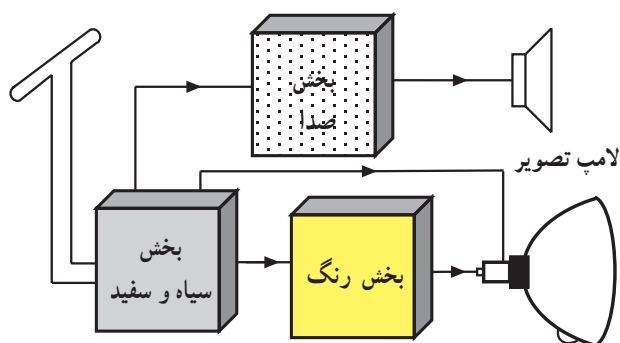 بخش
صدا
لامپ تصویر
بخش
سیاه و سفید
بخش رنگ